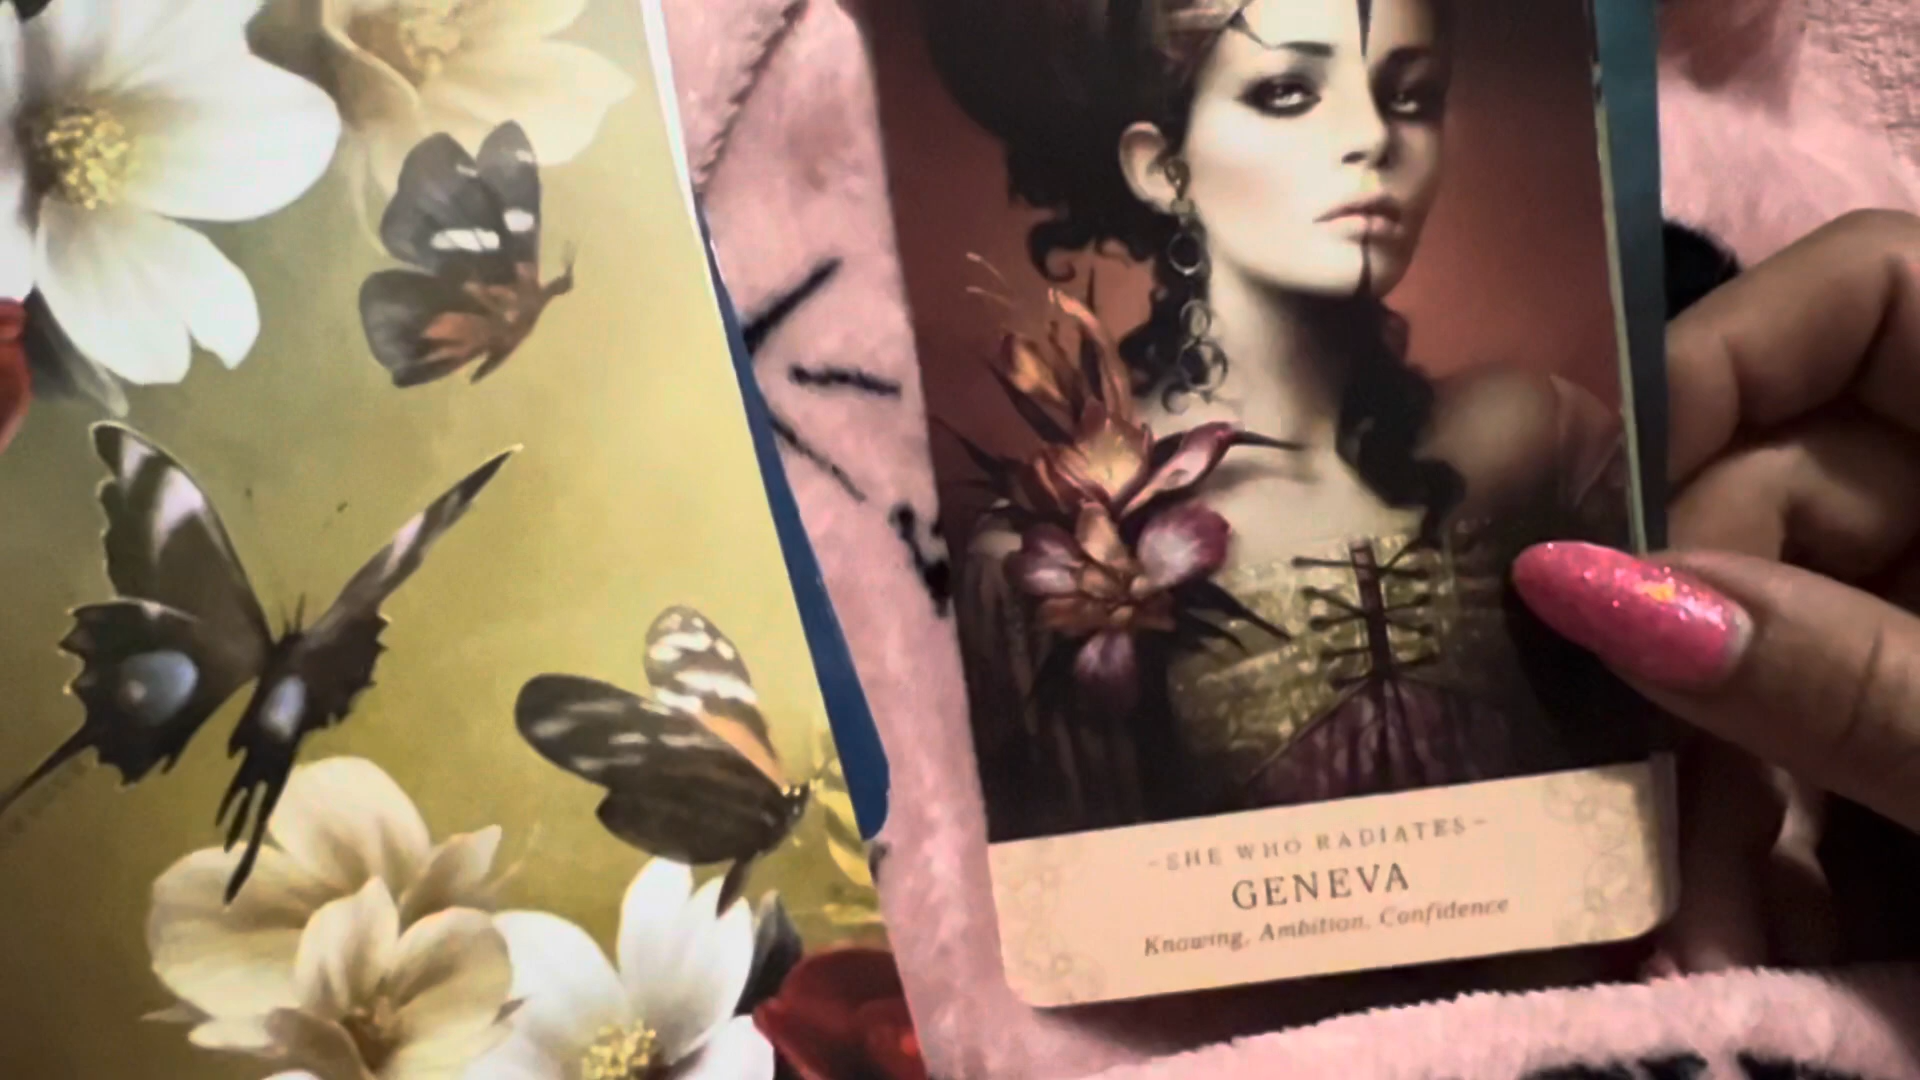 ~SHE WHO RADIATES~
GENEVA
Knowing, Ambition, Confidence